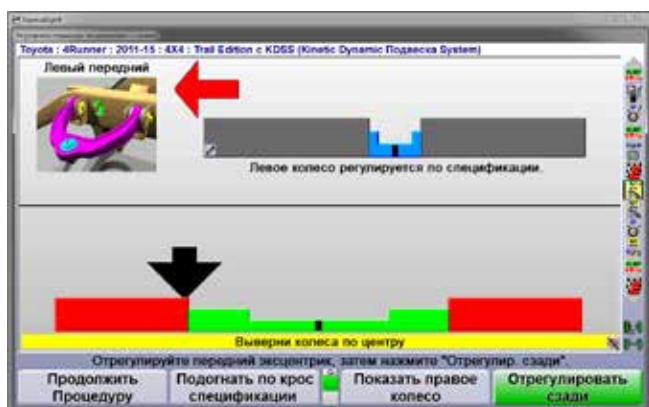 Toyota : 4Runner : 2011-15 : 4X4 : Trail Edition с KDSS (Kinetic Dynamic Подвеска System)
Левый передний
Левое колесо регулируется по спецификации.
Выверни колеса по центру
Отрегулируйте передний эксцентрик, затем нажмите "Отрегулир. сзади".
Продолжить Процедуру
Подогнать по крос спецификации
Показать правое колесо
Отрегулировать сзади